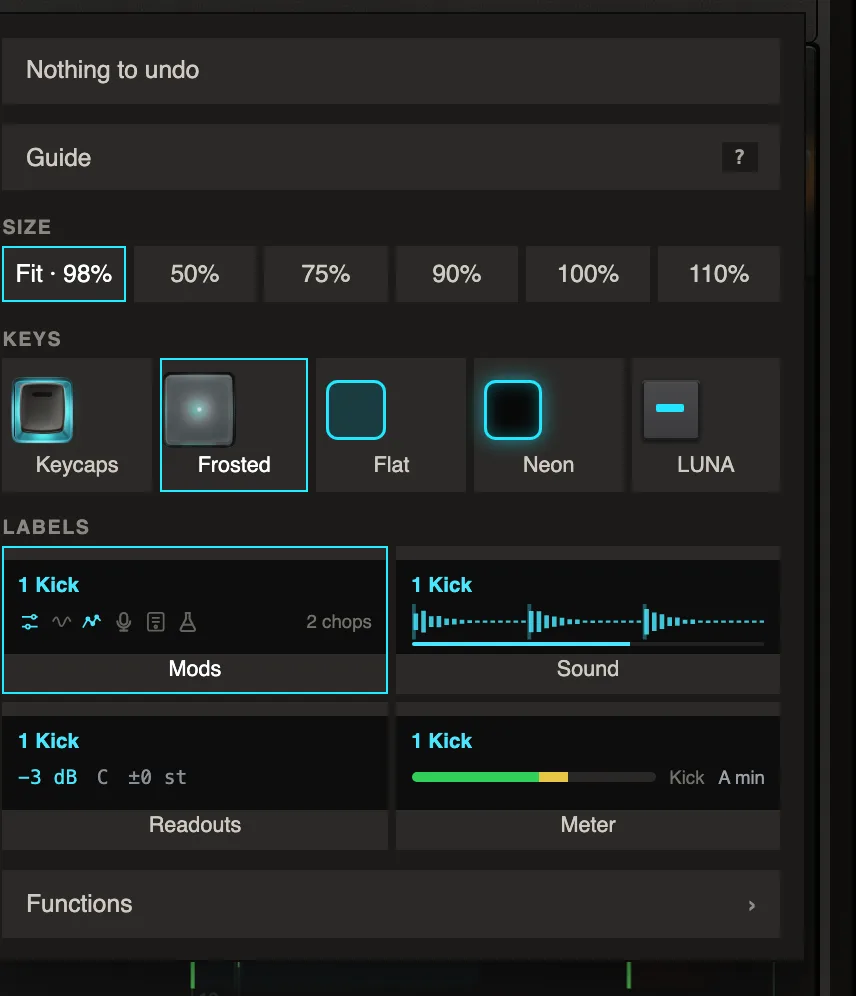 Nothing to undo
Guide ?
SIZE
Fit · 98% 50% 75% 90% 100% 110%
KEYS
Keycaps Frosted Flat Neon LUNA
LABELS
1 Kick
2 chops
Mods
1 Kick
Sound
1 Kick
−3 dB C ±0 st
Readouts
1 Kick
Kick A min
Meter
Functions ›